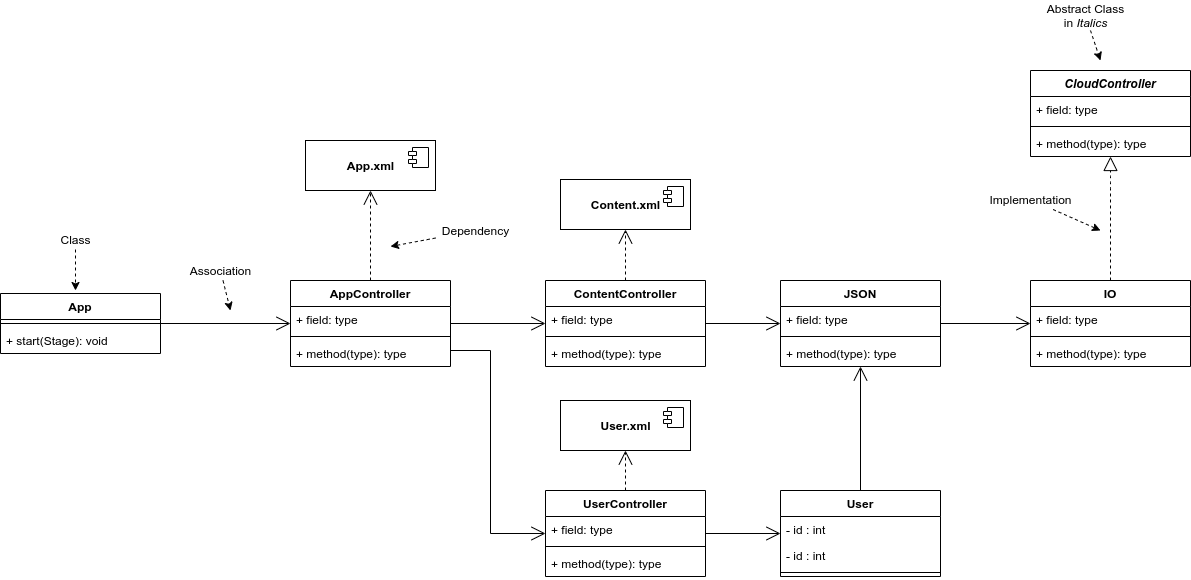 Abstract Class
in Italics
CloudController
+ field: type
+ method(type): type
App.xml
Content.xml
Implementation
Dependency
Class
Association
App
+ start(Stage): void
AppController
+ field: type
+ method(type): type
ContentController
+ field: type
+ method(type): type
JSON
+ field: type
+ method(type): type
IO
+ field: type
+ method(type): type
User.xml
UserController
+ field: type
+ method(type): type
User
- id : int
- id : int